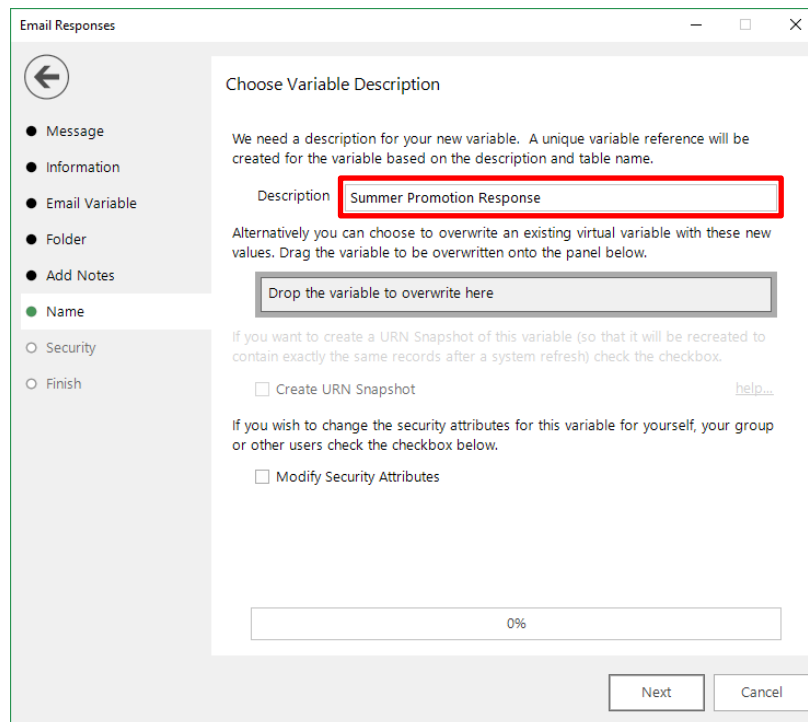 Email Responses
Choose Variable Description
Message
Information
Email Variable
Folder
Add Notes
Name
Security
Finish
We need a description for your new variable. A unique variable reference will be
created for the variable based on the description and table name.
Description Summer Promotion Response
Alternatively you can choose to overwrite an existing virtual variable with these new
values. Drag the variable to be overwritten onto the panel below.
Drop the variable to overwrite here
If you want to create a URN Snapshot of this variable (so that it will be recreated to
contain exactly the same records after a system refresh) check the checkbox.
Create URN Snapshot help...
If you wish to change the security attributes for this variable for yourself, your group
or other users check the checkbox below.
Modify Security Attributes
0%
Next Cancel